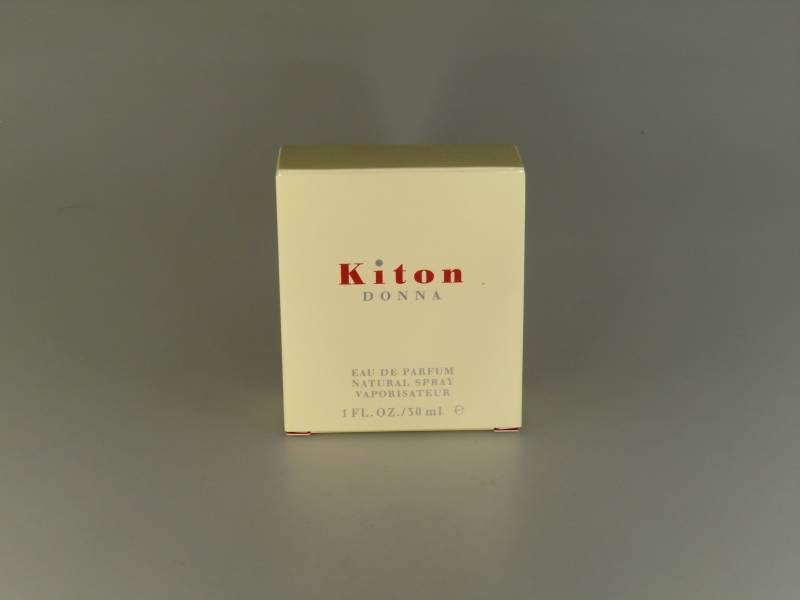 Kiton
DONNA
EAU DE PARFUM
NATURAL SPRAY
VAPORISATEUR
1 FL. OZ./30 ml ℮